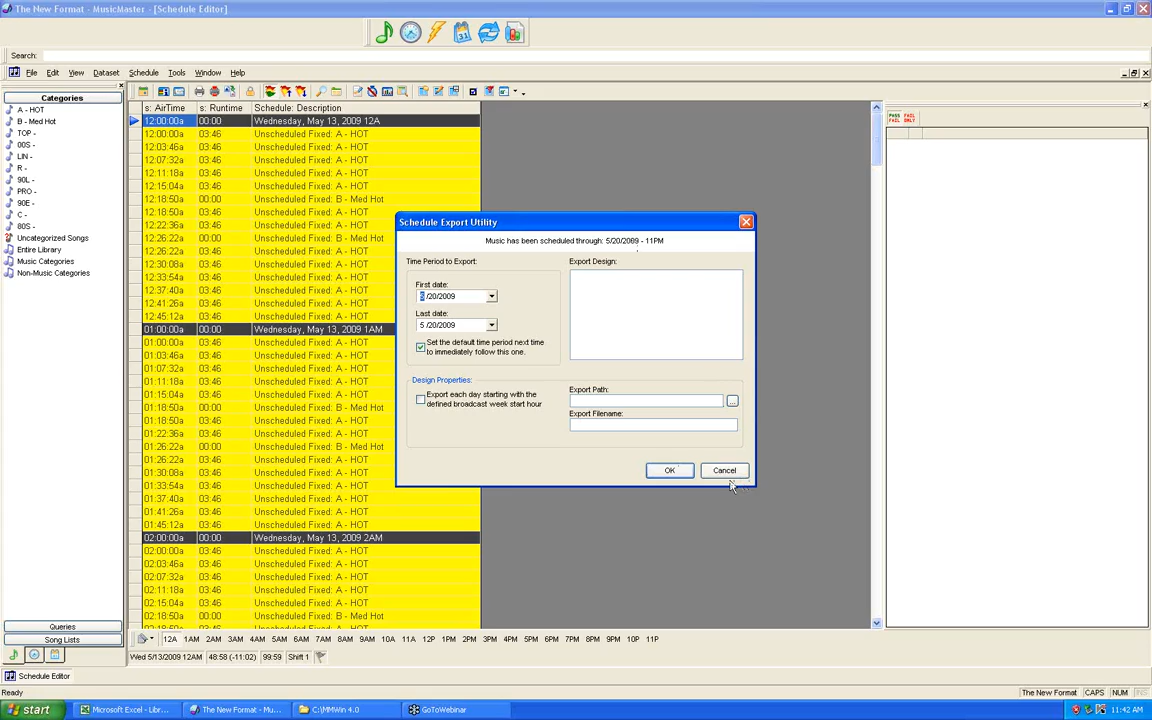 The New Format - MusicMaster - [Schedule Editor]
Search:
File Edit View Dataset Schedule Tools Window Help
Categories
A - HOT
B - Med Hot
TOP -
00S -
LIN -
R -
90L -
PRO -
90E -
C -
80S -
Uncategorized Songs
Entire Library
Music Categories
Non-Music Categories
Queries
Song Lists
s: AirTime s: Runtime Schedule: Description
12:00:00a 00:00 Wednesday, May 13, 2009 12A
12:00:00a 03:46 Unscheduled Fixed: A - HOT
12:03:46a 03:46 Unscheduled Fixed: A - HOT
12:07:32a 03:46 Unscheduled Fixed: A - HOT
12:11:18a 03:46 Unscheduled Fixed: A - HOT
12:15:04a 03:46 Unscheduled Fixed: A - HOT
12:18:50a 00:00 Unscheduled Fixed: B - Med Hot
12:18:50a 03:46 Unscheduled Fixed: A - HOT
12:22:36a 03:46 Unscheduled Fixed: A - HOT
12:26:22a 00:00 Unscheduled Fixed: B - Med Hot
12:26:22a 03:46 Unscheduled Fixed: A - HOT
12:30:08a 03:46 Unscheduled Fixed: A - HOT
12:33:54a 03:46 Unscheduled Fixed: A - HOT
12:37:40a 03:46 Unscheduled Fixed: A - HOT
12:41:26a 03:46 Unscheduled Fixed: A - HOT
12:45:12a 03:46 Unscheduled Fixed: A - HOT
01:00:00a 00:00 Wednesday, May 13, 2009 1AM
01:00:00a 03:46 Unscheduled Fixed: A - HOT
01:03:46a 03:46 Unscheduled Fixed: A - HOT
01:07:32a 03:46 Unscheduled Fixed: A - HOT
01:11:18a 03:46 Unscheduled Fixed: A - HOT
01:15:04a 03:46 Unscheduled Fixed: A - HOT
01:18:50a 00:00 Unscheduled Fixed: B - Med Hot
01:18:50a 03:46 Unscheduled Fixed: A - HOT
01:22:36a 03:46 Unscheduled Fixed: A - HOT
01:26:22a 00:00 Unscheduled Fixed: B - Med Hot
01:26:22a 03:46 Unscheduled Fixed: A - HOT
01:30:08a 03:46 Unscheduled Fixed: A - HOT
01:33:54a 03:46 Unscheduled Fixed: A - HOT
01:37:40a 03:46 Unscheduled Fixed: A - HOT
01:41:26a 03:46 Unscheduled Fixed: A - HOT
01:45:12a 03:46 Unscheduled Fixed: A - HOT
02:00:00a 00:00 Wednesday, May 13, 2009 2AM
02:00:00a 03:46 Unscheduled Fixed: A - HOT
02:03:46a 03:46 Unscheduled Fixed: A - HOT
02:07:32a 03:46 Unscheduled Fixed: A - HOT
02:11:18a 03:46 Unscheduled Fixed: A - HOT
02:15:04a 03:46 Unscheduled Fixed: A - HOT
02:18:50a 00:00 Unscheduled Fixed: B - Med Hot
PASS FAIL
FAIL ONLY
Schedule Export Utility
Music has been scheduled through: 5/20/2009 - 11PM
Time Period to Export:
First date:
5 /20/2009
Last date:
5 /20/2009
Set the default time period next time
to immediately follow this one.
Export Design:
Design Properties:
Export each day starting with the
defined broadcast week start hour
Export Path:
...
Export Filename:
OK Cancel
12A 1AM 2AM 3AM 4AM 5AM 6AM 7AM 8AM 9AM 10A 11A 12P 1PM 2PM 3PM 4PM 5PM 6PM 7PM 8PM 9PM 10P 11P
Wed 5/13/2009 12AM 48:58 (-11:02) 99:59 Shift 1
Schedule Editor
Ready The New Format CAPS NUM INS
start Microsoft Excel - Libr... The New Format - Mu... C:\MMWin 4.0 GoToWebinar 11:42 AM